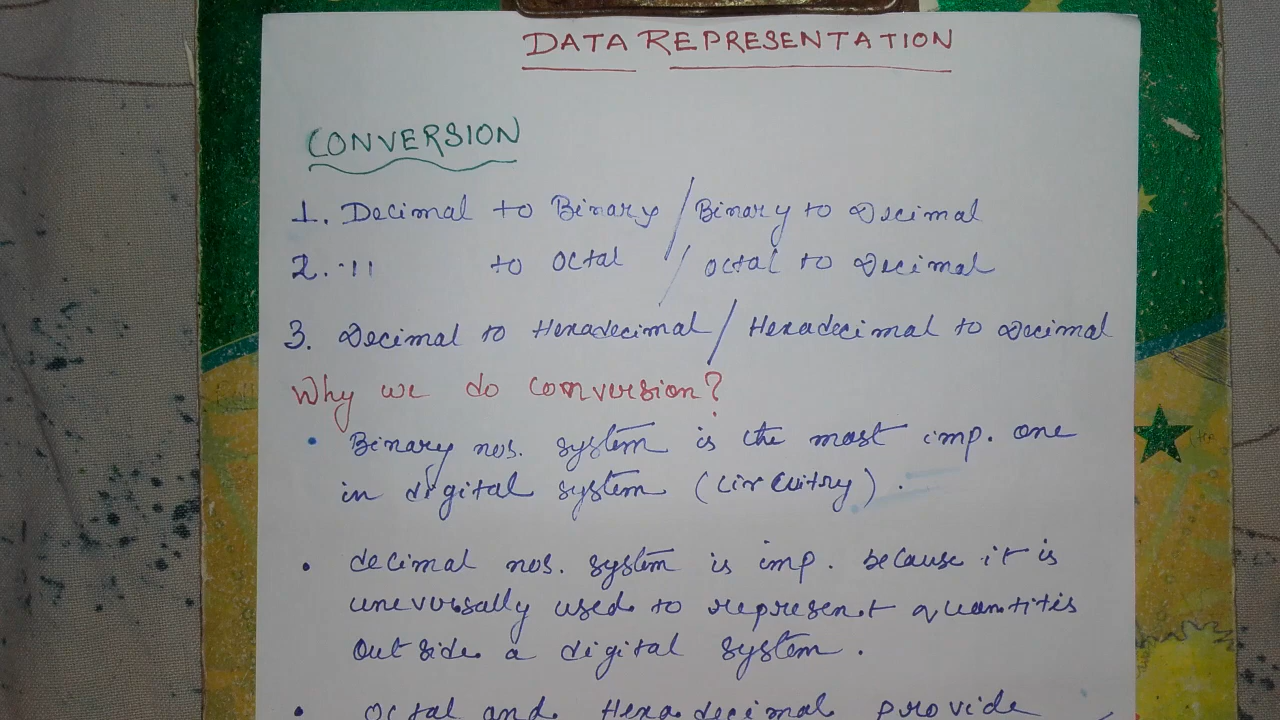 DATA REPRESENTATION
CONVERSION
1. Decimal to Binary / Binary to Decimal
2. -11 to Octal / Octal to Decimal
3. Decimal to Hexadecimal / Hexadecimal to Decimal
Why we do conversion?
• Binary nos. system is the most imp. one
in digital system (circuitry).
• decimal nos. system is imp. because it is
universally used to represent quantitis
outside a digital system.
• Octal and Hexadecimal provide